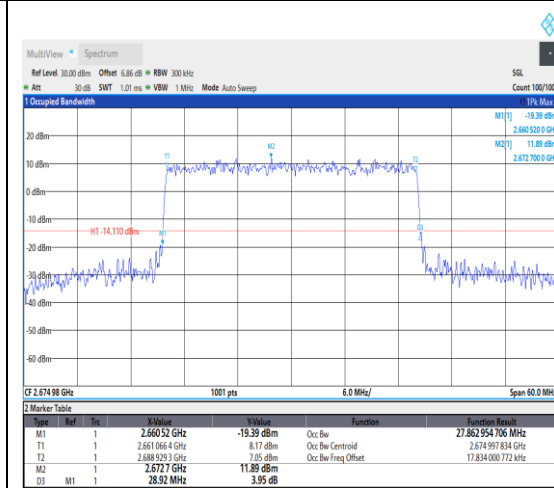 MultiView Spectrum
Ref Level 30.00 dBm Offset 6.86 dB RBW 300 kHz SGL
Att 30 dB SWT 1.01 ms VBW 1 MHz Mode Auto Sweep Count 100/100
1 Occupied Bandwidth 1Pk Max
M1[1] -19.39 dBm
2.660 520 0 GH
M2[1] 11.89 dBm
2.672 700 0 GH
20 dBm
10 dBm
0 dBm
-10 dBm
-20 dBm
-30 dBm
-40 dBm
-50 dBm
-60 dBm
T1
M2
T2
H1 -14.110 dBm
M1
D3
CF 2.674 98 GHz 1001 pts 6.0 MHz/ Span 60.0 MHz
2 Marker Table
Type Ref Trc X-Value Y-Value Function Function Result
M1 1 2.660 52 GHz -19.39 dBm Occ Bw 27.862 954 706 MHz
T1 1 2.661 066 4 GHz 8.17 dBm Occ Bw Centroid 2.674 997 834 GHz
T2 1 2.688 929 3 GHz 7.05 dBm Occ Bw Freq Offset 17.834 000 772 kHz
M2 1 2.672 7 GHz 11.89 dBm
D3 M1 1 28.92 MHz 3.95 dB